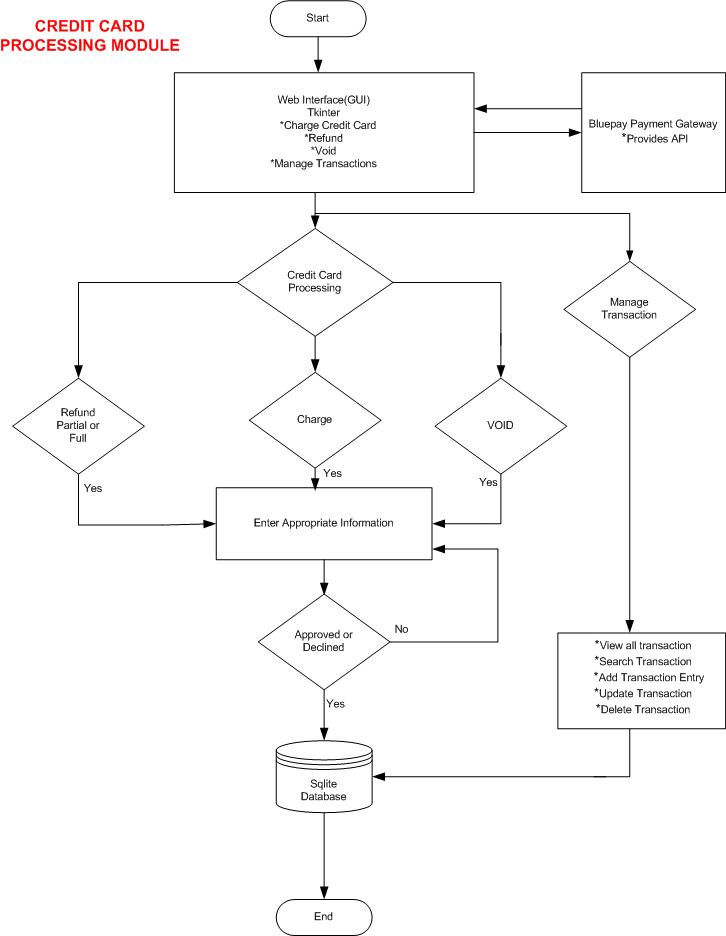 CREDIT CARD
PROCESSING MODULE
Start
Web Interface(GUI)
Tkinter
*Charge Credit Card
*Refund
*Void
*Manage Transactions
Bluepay Payment Gateway
*Provides API
Credit Card
Processing
Manage
Transaction
Refund
Partial or
Full
Charge
VOID
Yes
Yes
Yes
Enter Appropriate Information
Approved or
Declined
No
*View all transaction
*Search Transaction
*Add Transaction Entry
*Update Transaction
*Delete Transaction
Yes
Sqlite
Database
End